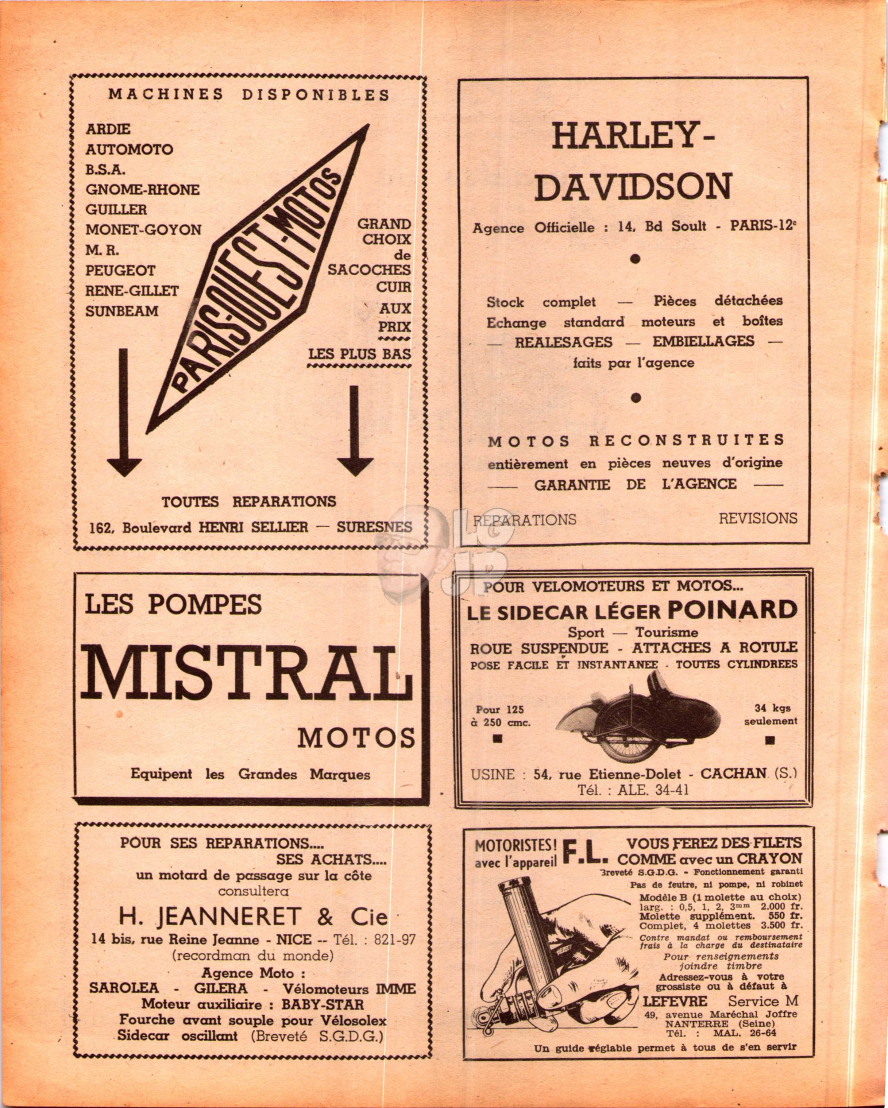 MACHINES DISPONIBLES
ARDIE
AUTOMOTO
B.S.A.
GNOME-RHONE
GUILLER
MONET-GOYON
M. R.
PEUGEOT
RENE-GILLET
SUNBEAM
PARIS-OUEST-MOTOS
GRAND
CHOIX
de
SACOCHES
CUIR
AUX
PRIX
LES PLUS BAS
TOUTES REPARATIONS
162, Boulevard HENRI SELLIER — SURESNES
HARLEY-
DAVIDSON
Agence Officielle : 14, Bd Soult - PARIS-12e
Stock complet — Pièces détachées
Echange standard moteurs et boîtes
— REALESAGES — EMBIELLAGES —
faits par l'agence
MOTOS RECONSTRUITES
entièrement en pièces neuves d'origine
— GARANTIE DE L'AGENCE —
REPARATIONS REVISIONS
LG
JP
LES POMPES
MISTRAL
MOTOS
Equipent les Grandes Marques
POUR VELOMOTEURS ET MOTOS...
LE SIDECAR LÉGER POINARD
Sport — Tourisme
ROUE SUSPENDUE - ATTACHES A ROTULE
POSE FACILE ET INSTANTANEE - TOUTES CYLINDREES
Pour 125
à 250 cmc.
34 kgs
seulement
USINE : 54, rue Etienne-Dolet - CACHAN (S.)
Tél. : ALE. 34-41
POUR SES REPARATIONS....
SES ACHATS....
un motard de passage sur la côte
consultera
H. JEANNERET & Cie
14 bis, rue Reine Jeanne - NICE -- Tél. : 821-97
(recordman du monde)
Agence Moto :
SAROLEA - GILERA - Vélomoteurs IMME
Moteur auxiliaire : BABY-STAR
Fourche avant souple pour Vélosolex
Sidecar oscillant (Breveté S.G.D.G.)
MOTORISTES!
avec l'appareil F.L.
VOUS FEREZ DES FILETS
COMME avec un CRAYON
Breveté S.G.D.G. - Fonctionnement garanti
Pas de feutre, ni pompe, ni robinet
Modèle B (1 molette au choix)
larg. : 0,5, 1, 2, 3mm 2.000 fr.
Molette supplément. 550 fr.
Complet, 4 molettes 3.500 fr.
Contre mandat ou remboursement
frais à la charge du destinataire
Pour renseignements
joindre timbre
Adressez-vous à votre
grossiste ou à défaut à
LEFEVRE Service M
49, avenue Maréchal Joffre
NANTERRE (Seine)
Tél. : MAL. 26-64
Un guide réglable permet à tous de s'en servir